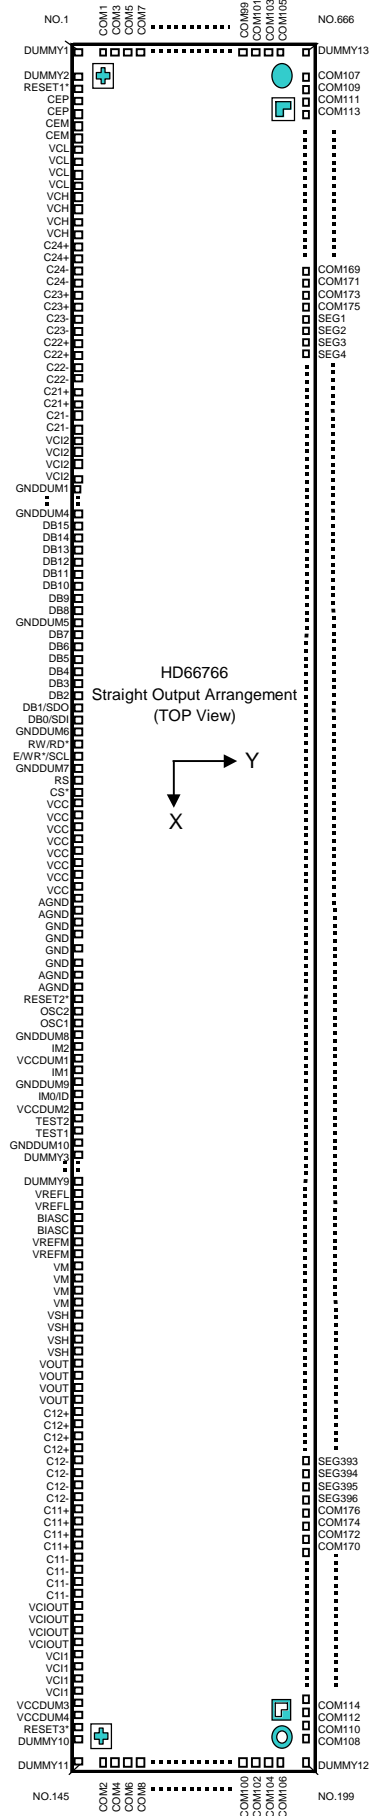 NO.1
COM1
COM3
COM5
COM7
COM99
COM101
COM103
COM105
NO.666
DUMMY1
DUMMY13
DUMMY2
RESET1*
CEP
CEP
CEM
CEM
VCL
VCL
VCL
VCL
VCH
VCH
VCH
VCH
C24+
C24+
C24-
C24-
C23+
C23+
C23-
C23-
C22+
C22+
C22-
C22-
C21+
C21+
C21-
C21-
VCI2
VCI2
VCI2
VCI2
GNDDUM1
GNDDUM4
DB15
DB14
DB13
DB12
DB11
DB10
DB9
DB8
GNDDUM5
DB7
DB6
DB5
DB4
DB3
DB2
DB1/SDO
DB0/SDI
GNDDUM6
RW/RD*
E/WR*/SCL
GNDDUM7
RS
CS*
VCC
VCC
VCC
VCC
VCC
VCC
VCC
VCC
AGND
AGND
GND
GND
GND
GND
AGND
AGND
RESET2*
OSC2
OSC1
GNDDUM8
IM2
VCCDUM1
IM1
GNDDUM9
IM0/ID
VCCDUM2
TEST2
TEST1
GNDDUM10
DUMMY3
DUMMY9
VREFL
VREFL
BIASC
BIASC
VREFM
VREFM
VM
VM
VM
VM
VSH
VSH
VSH
VSH
VOUT
VOUT
VOUT
VOUT
C12+
C12+
C12+
C12+
C12-
C12-
C12-
C12-
C11+
C11+
C11+
C11+
C11-
C11-
C11-
C11-
VCIOUT
VCIOUT
VCIOUT
VCIOUT
VCI1
VCI1
VCI1
VCI1
VCCDUM3
VCCDUM4
RESET3*
DUMMY10
HD66766
Straight Output Arrangement
(TOP View)
Y
X
COM107
COM109
COM111
COM113
COM169
COM171
COM173
COM175
SEG1
SEG2
SEG3
SEG4
SEG393
SEG394
SEG395
SEG396
COM176
COM174
COM172
COM170
COM114
COM112
COM110
COM108
DUMMY11
DUMMY12
NO.145
COM2
COM4
COM6
COM8
COM100
COM102
COM104
COM106
NO.199